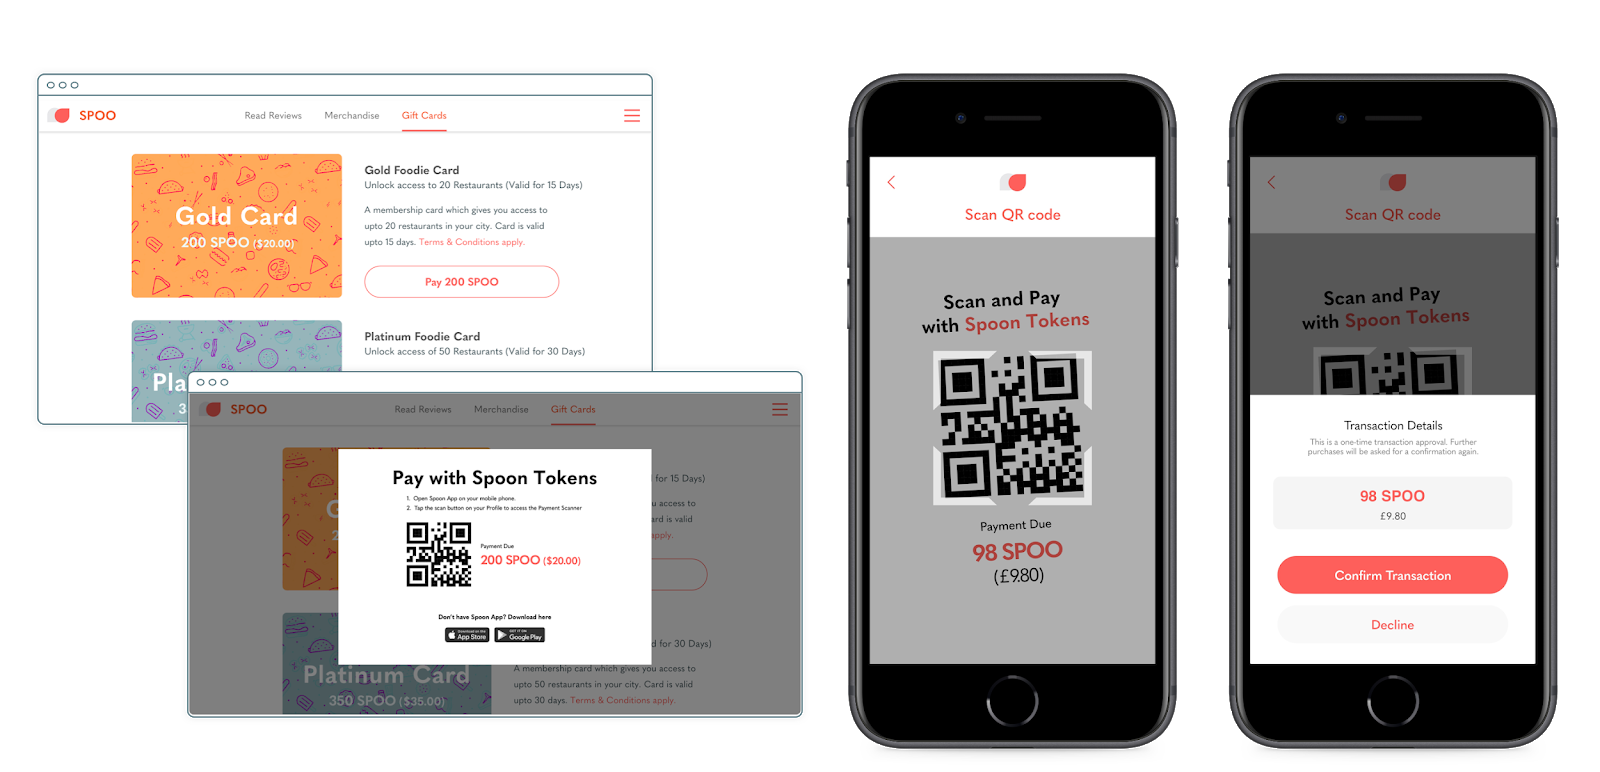 SPOO
Read Reviews Merchandise Gift Cards
Gold Card
200 SPOO ($20.00)
Gold Foodie Card
Unlock access to 20 Restaurants (Valid for 15 Days)
A membership card which gives you access to
upto 20 restaurants in your city. Card is valid
upto 15 days. Terms & Conditions apply.
Pay 200 SPOO
Platinum Foodie Card
Unlock access of 50 Restaurants (Valid for 30 Days)
Pla
3
SPOO
Read Reviews Merchandise Gift Cards
G
2
for 15 Days)
access to
ard is valid
apply.
Pay with Spoon Tokens
1. Open Spoon App on your mobile phone.
2. Tap the scan button on your Profile to access the Payment Scanner
Payment Due
200 SPOO ($20.00)
Don't have Spoon App? Download here
Download on the
App Store
GET IT ON
Google Play
d for 30 Days)
Platinum Card
350 SPOO ($35.00)
A membership card which gives you access to
upto 50 restaurants in your city. Card is valid
upto 30 days. Terms & Conditions apply.
Scan QR code
Scan and Pay
with Spoon Tokens
Payment Due
98 SPOO
(£9.80)
Scan QR code
Scan and Pay
with Spoon Tokens
Transaction Details
This is a one-time transaction approval. Further
purchases will be asked for a confirmation again.
98 SPOO
£9.80
Confirm Transaction
Decline